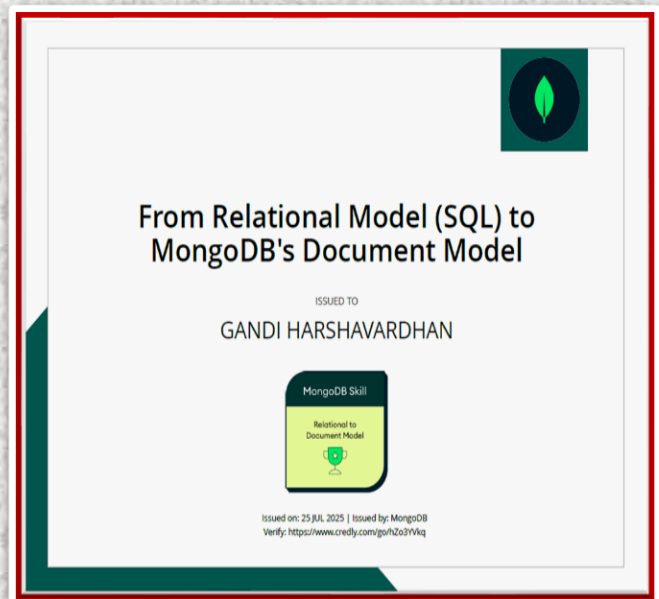 From Relational Model (SQL) to
MongoDB's Document Model
ISSUED TO
GANDI HARSHAVARDHAN
MongoDB Skill
Relational to
Document Model
Issued on: 25 JUL 2025 | Issued by: MongoDB
Verify: https://www.credly.com/go/hZo3YVkq